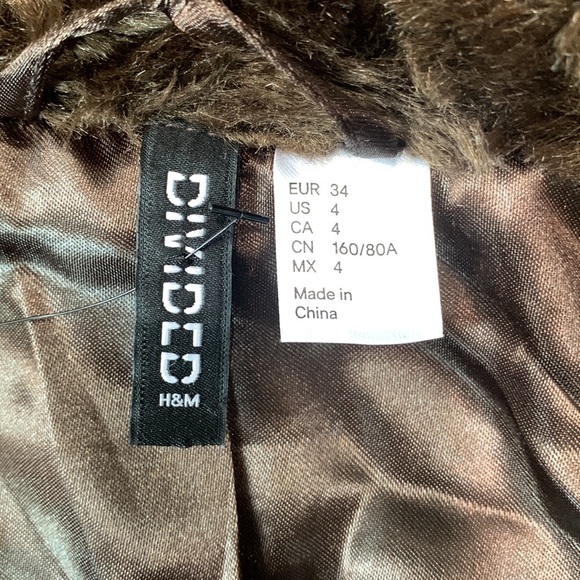 DIVIDED
H&M
EUR 34
US 4
CA 4
CN 160/80A
MX 4
Made in
China